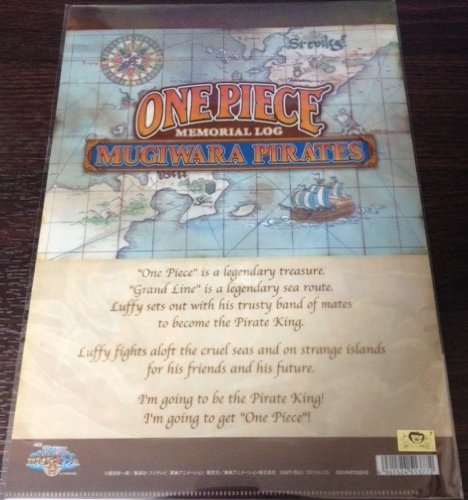 ONE PIECE
MEMORIAL LOG
MUGIWARA PIRATES
"One Piece" is a legendary treasure.
"Grand Line" is a legendary sea route.
Luffy sets out with his trusty band of mates
to become the Pirate King.
Luffy fights aloft the cruel seas and on strange islands
for his friends and his future.
I'm going to be the Pirate King!
I'm going to get "One Piece"!